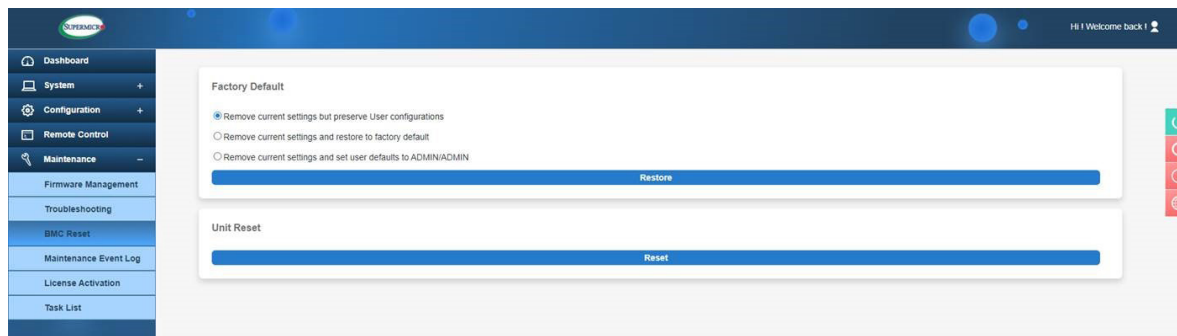 SUPERMICR
Hi ! Welcome back !
Dashboard
System +
Configuration +
Remote Control
Maintenance –
Firmware Management
Troubleshooting
BMC Reset
Maintenance Event Log
License Activation
Task List
Factory Default
Remove current settings but preserve User configurations
Remove current settings and restore to factory default
Remove current settings and set user defaults to ADMIN/ADMIN
Restore
Unit Reset
Reset